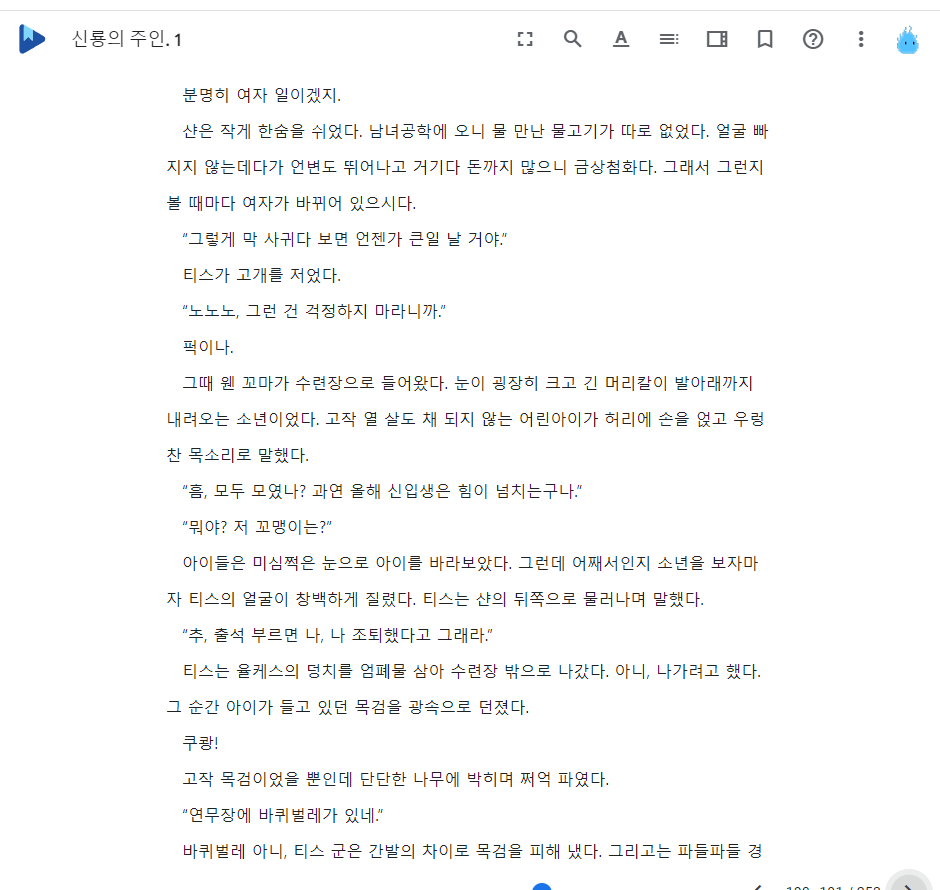 신룡의 주인. 1
분명히 여자 일이겠지.
샨은 작게 한숨을 쉬었다. 남녀공학에 오니 물 만난 물고기가 따로 없었다. 얼굴 빠
지지 않는데다가 언변도 뛰어나고 거기다 돈까지 많으니 금상첨화다. 그래서 그런지
볼 때마다 여자가 바뀌어 있으시다.
“그렇게 막 사귀다 보면 언젠가 큰일 날 거야.”
티스가 고개를 저었다.
“노노노, 그런 건 걱정하지 마라니까.”
퍽이나.
그때 웬 꼬마가 수련장으로 들어왔다. 눈이 굉장히 크고 긴 머리칼이 발아래까지
내려오는 소년이었다. 고작 열 살도 채 되지 않는 어린아이가 허리에 손을 얹고 우렁
찬 목소리로 말했다.
“흠, 모두 모였나? 과연 올해 신입생은 힘이 넘치는구나.”
“뭐야? 저 꼬맹이는?”
아이들은 미심쩍은 눈으로 아이를 바라보았다. 그런데 어째서인지 소년을 보자마
자 티스의 얼굴이 창백하게 질렸다. 티스는 샨의 뒤쪽으로 물러나며 말했다.
“추, 출석 부르면 나, 나 조퇴했다고 그래라.”
티스는 율케스의 덩치를 엄폐물 삼아 수련장 밖으로 나갔다. 아니, 나가려고 했다.
그 순간 아이가 들고 있던 목검을 광속으로 던졌다.
쿠쾅!
고작 목검이었을 뿐인데 단단한 나무에 박히며 쩌억 파였다.
“연무장에 바퀴벌레가 있네.”
바퀴벌레 아니, 티스 군은 간발의 차이로 목검을 피해 냈다. 그리고는 파들파들 경